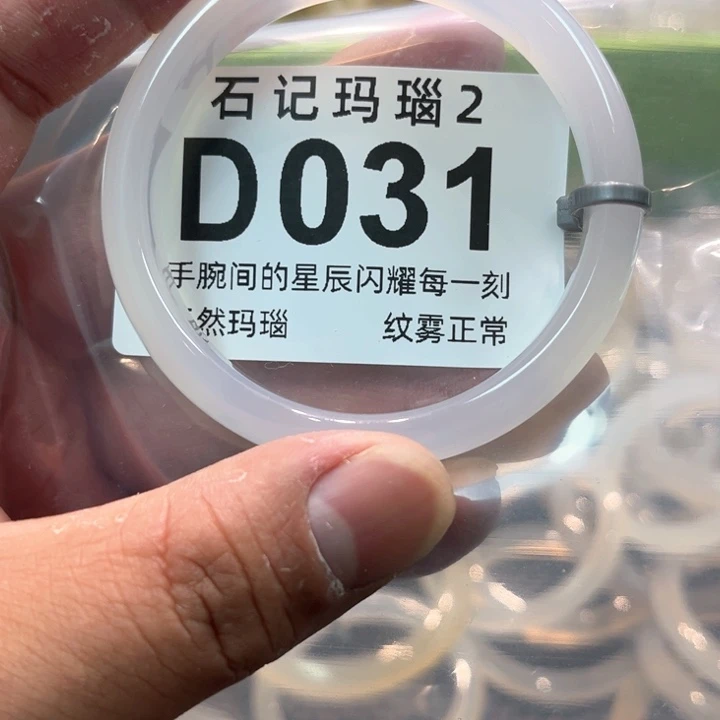 石记玛瑙2
D031
手腕间的星辰闪耀每一刻
然玛瑙 纹雾正常